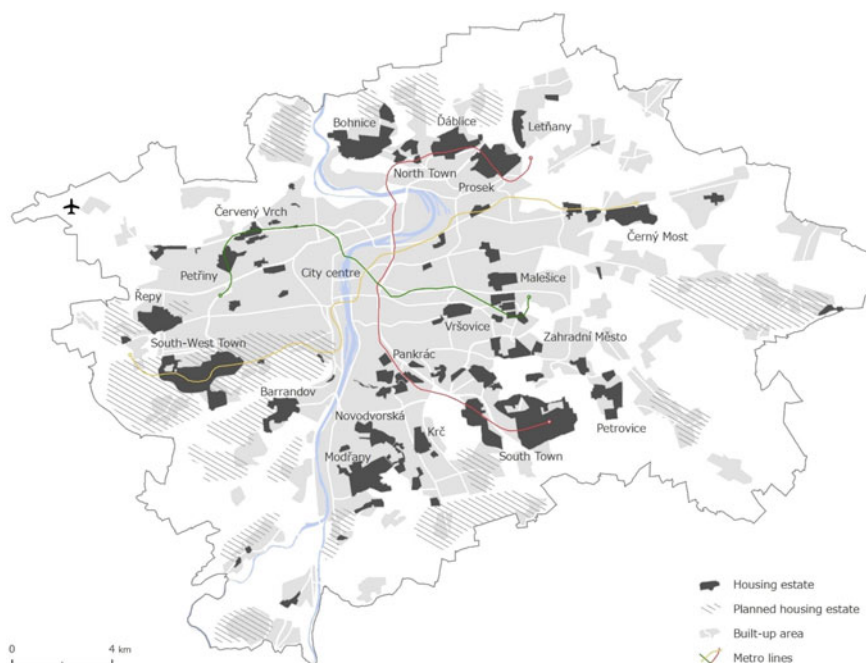 Bohnice
Ďáblice
Letňany
North Town
Prosek
Červený Vrch
Černý Most
Petřiny
City centre
Malešice
Řepy
Vršovice
Zahradní Město
South-West Town
Pankrác
Barrandov
Novodvorská
Krč
Petrovice
Modřany
South Town
Housing estate
Planned housing estate
Built-up area
Metro lines
0
4 km